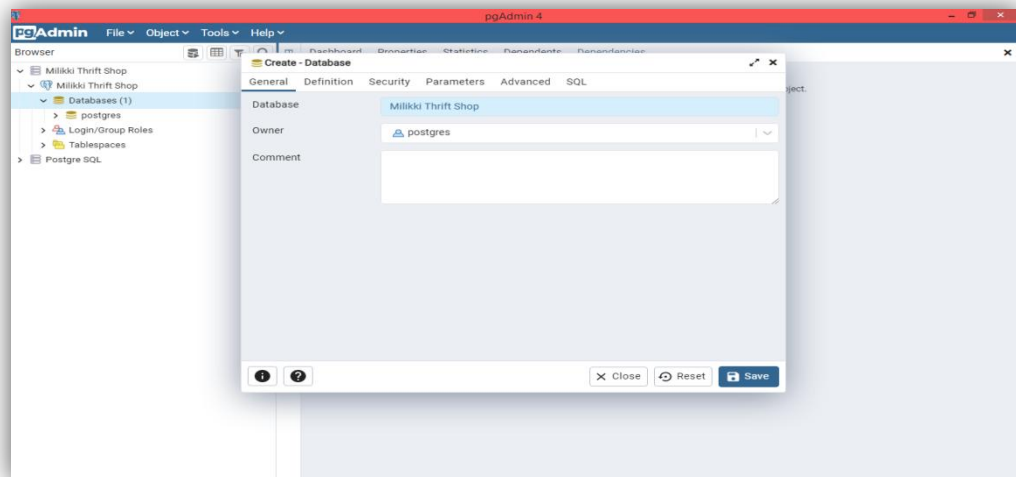 pgAdmin 4
pgAdmin File Object Tools Help
Browser
Dashboard Properties Statistics Dependents Dependencies
Milikki Thrift Shop
Milikki Thrift Shop
Databases (1)
postgres
Login/Group Roles
Tablespaces
Postgre SQL
Create - Database
General Definition Security Parameters Advanced SQL
Database Milikki Thrift Shop
Owner postgres
Comment
Close Reset Save